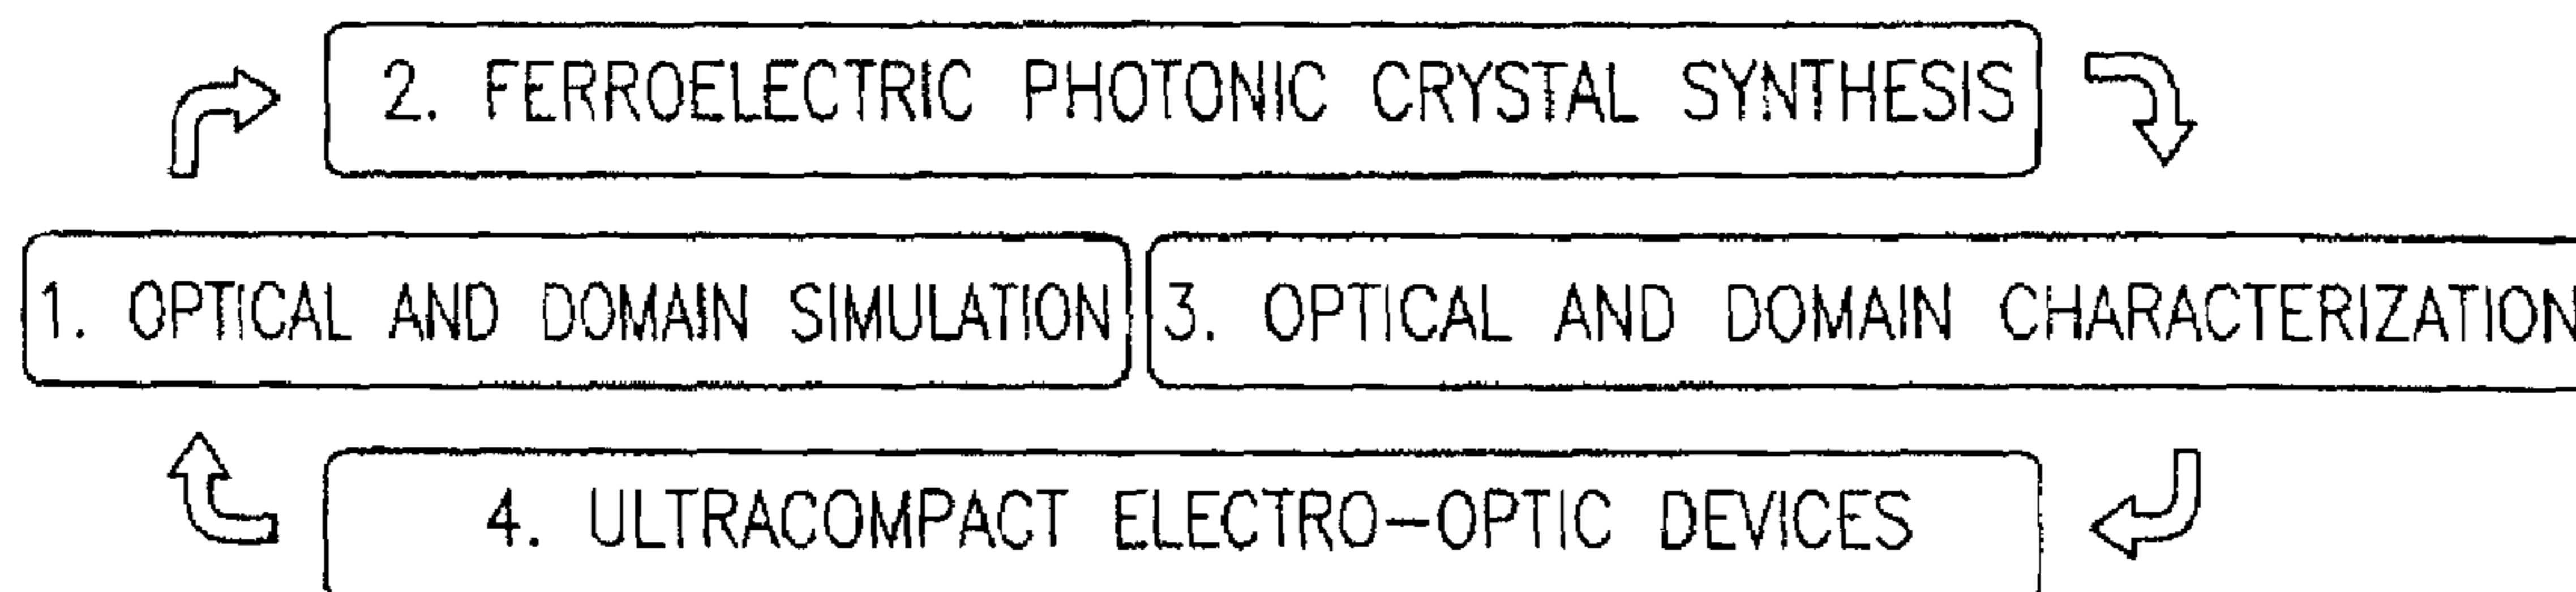 2. FERROELECTRIC PHOTONIC CRYSTAL SYNTHESIS
1. OPTICAL AND DOMAIN SIMULATION
3. OPTICAL AND DOMAIN CHARACTERIZATION
4. ULTRACOMPACT ELECTRO-OPTIC DEVICES